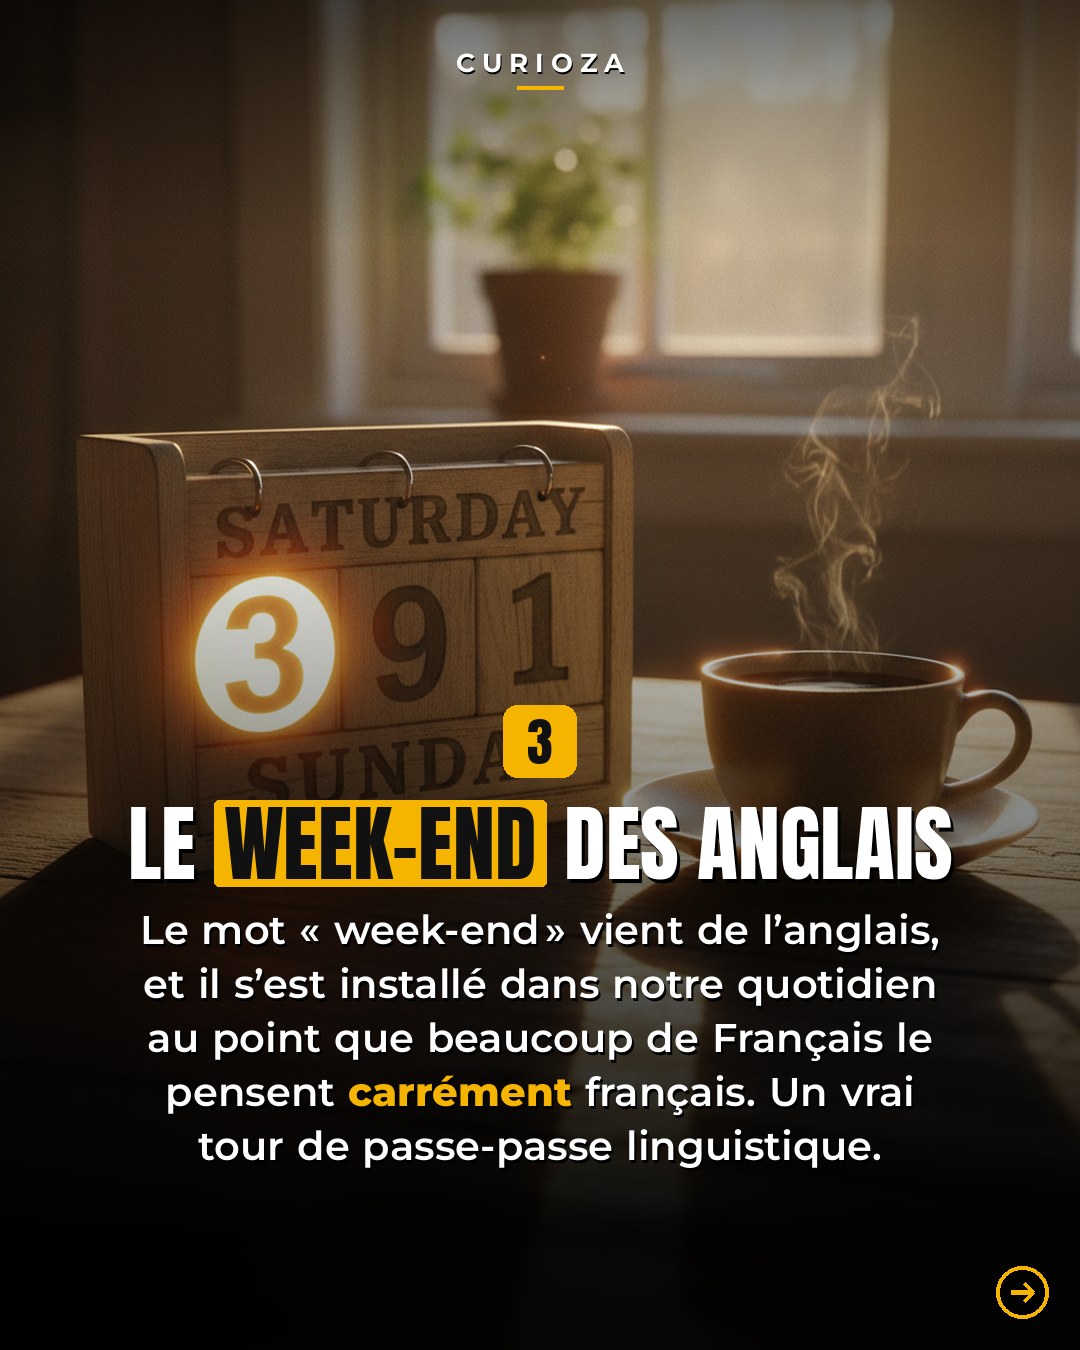 CURIOZA
SATURDAY
3 9 1
SUNDA
3
LE WEEK-END DES ANGLAIS
Le mot « week-end » vient de l’anglais,
et il s’est installé dans notre quotidien
au point que beaucoup de Français le
pensent carrément français. Un vrai
tour de passe-passe linguistique.